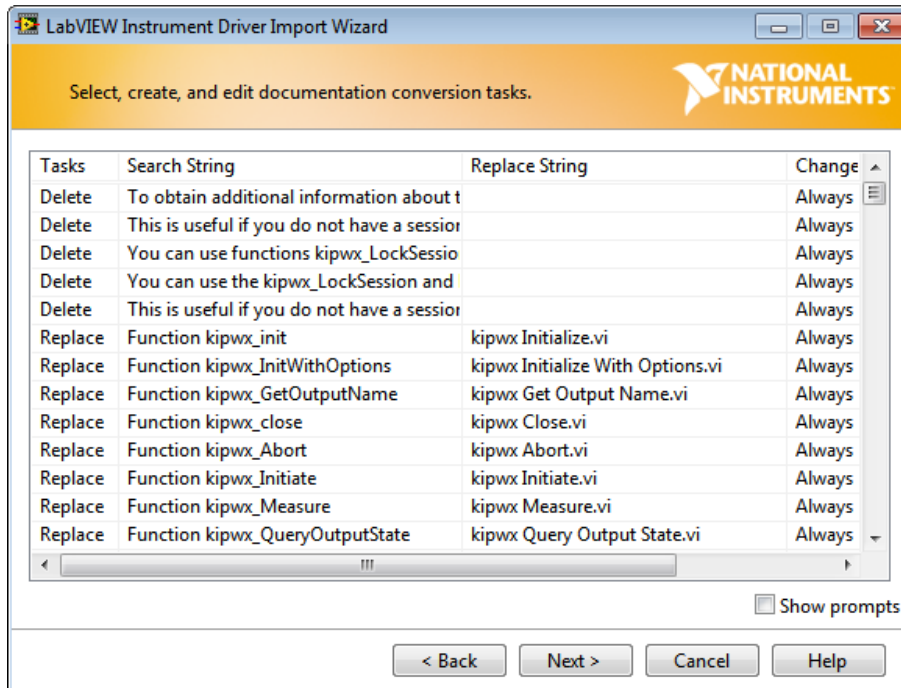 LabVIEW Instrument Driver Import Wizard
Select, create, and edit documentation conversion tasks.
NATIONAL
INSTRUMENTS
Tasks Search String Replace String Change
Delete To obtain additional information about t Always
Delete This is useful if you do not have a session Always
Delete You can use functions kipwx_LockSessio Always
Delete You can use the kipwx_LockSession and Always
Delete This is useful if you do not have a session Always
Replace Function kipwx_init kipwx Initialize.vi Always
Replace Function kipwx_InitWithOptions kipwx Initialize With Options.vi Always
Replace Function kipwx_GetOutputName kipwx Get Output Name.vi Always
Replace Function kipwx_close kipwx Close.vi Always
Replace Function kipwx_Abort kipwx Abort.vi Always
Replace Function kipwx_Initiate kipwx Initiate.vi Always
Replace Function kipwx_Measure kipwx Measure.vi Always
Replace Function kipwx_QueryOutputState kipwx Query Output State.vi Always
Show prompts
< Back Next > Cancel Help